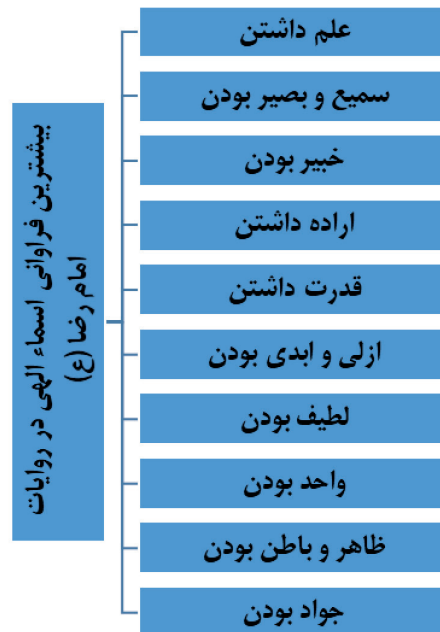 بیشترین فراوانی اسماء الهی در روایات
امام رضا (ع)
علم داشتن
سمیع و بصیر بودن
خبیر بودن
اراده داشتن
قدرت داشتن
ازلی و ابدی بودن
لطیف بودن
واحد بودن
ظاهر و باطن بودن
جواد بودن